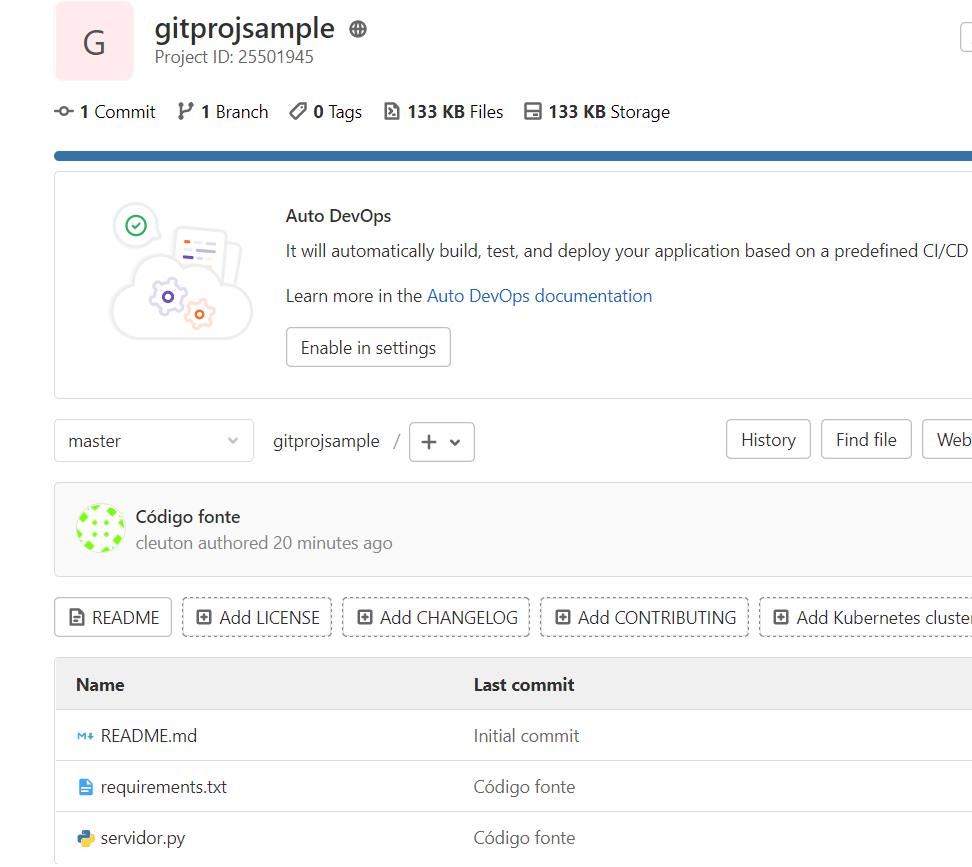 G
gitprojsample
Project ID: 25501945
1 Commit 1 Branch 0 Tags 133 KB Files 133 KB Storage
Auto DevOps
It will automatically build, test, and deploy your application based on a predefined CI/CD
Learn more in the Auto DevOps documentation
Enable in settings
master gitprojsample / History Find file Web
Código fonte
cleuton authored 20 minutes ago
README Add LICENSE Add CHANGELOG Add CONTRIBUTING Add Kubernetes cluster
Name Last commit
M README.md Initial commit
requirements.txt Código fonte
servidor.py Código fonte